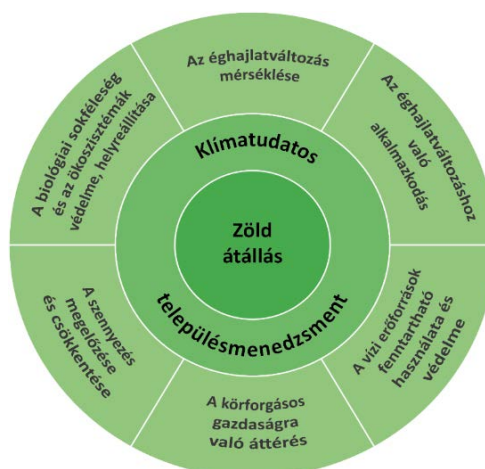 Az éghajlatváltozás
mérséklése
Az éghajlatváltozáshoz
való
alkalmazkodás
A vízi erőforrások
fenntartható
használata és
védelme
A körforgásos
gazdaságra
való áttérés
A szennyezés
megelőzése
és csökkentése
A biológiai sokféleség
és az ökoszisztémák
védelme, helyreállítása
Klímatudatos
településmenedzsment
Zöld
átállás